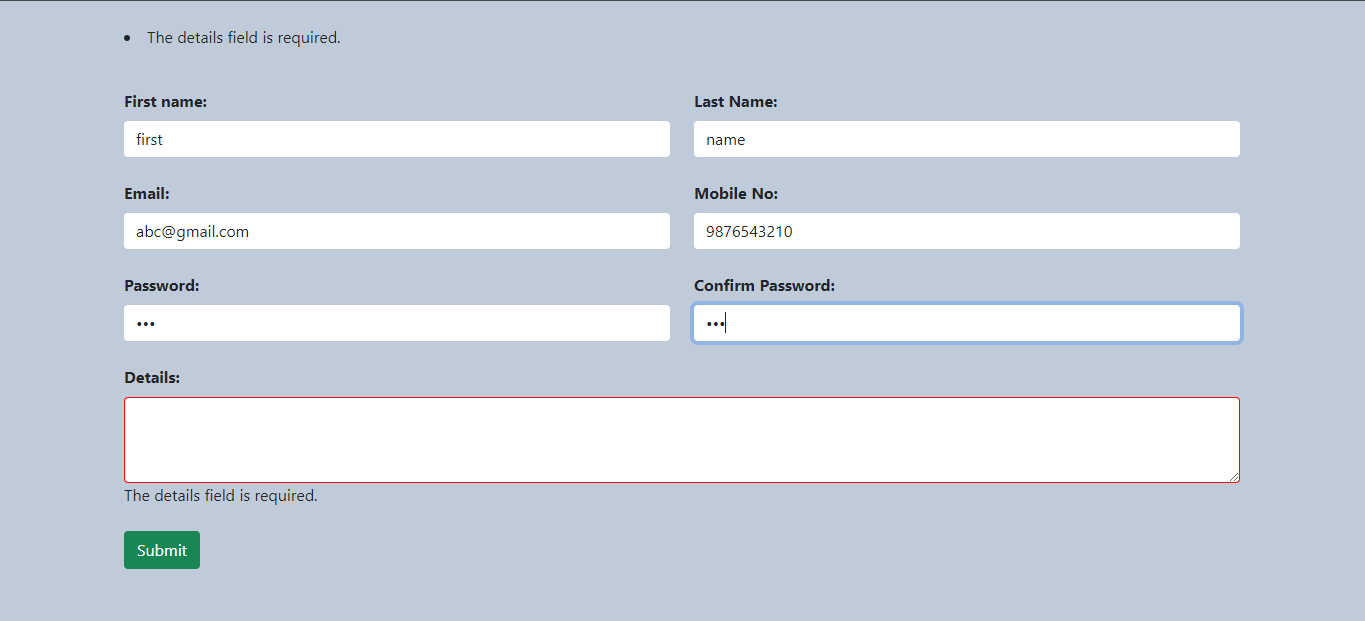 The details field is required.
First name:
Last Name:
first
name
Email:
Mobile No:
abc@gmail.com
9876543210
Password:
Confirm Password:
•••
•••
Details:
The details field is required.
Submit